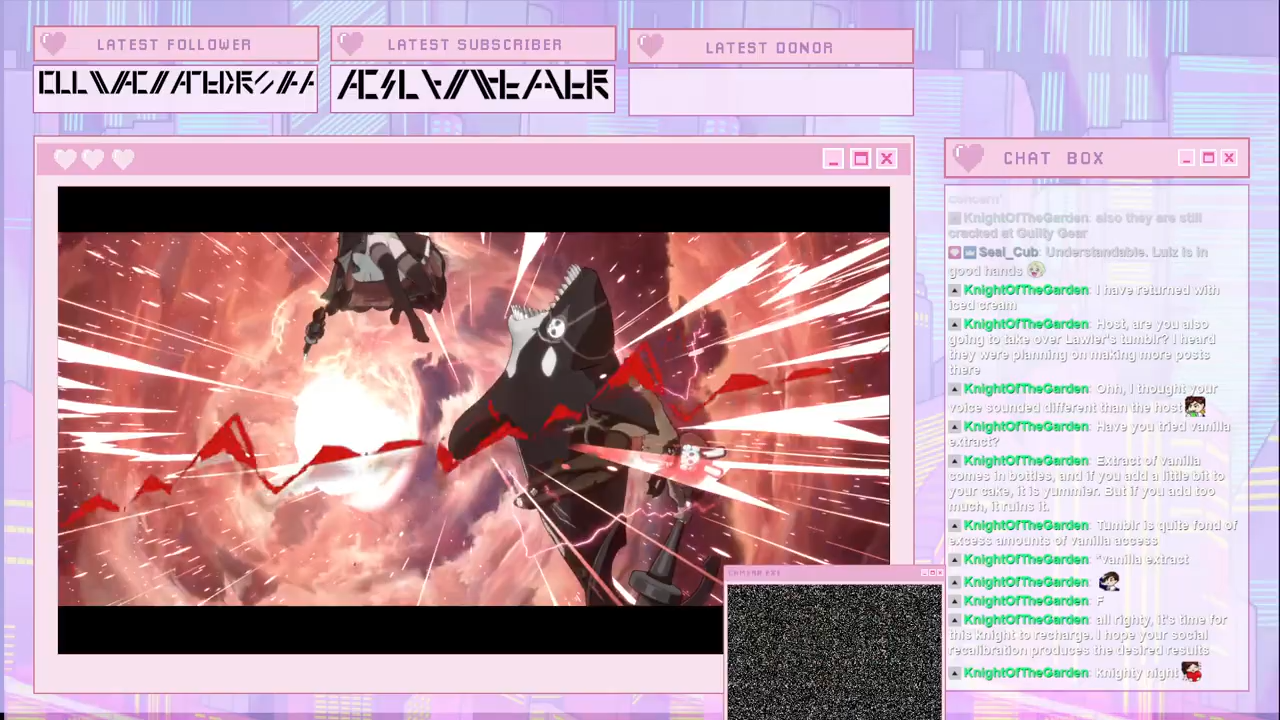 LATEST FOLLOWER
LATEST SUBSCRIBER
LATEST DONOR
CHAT BOX
KnightOfTheGarden: also they are still
cracked at Guilty Gear
Seal_Cub: Understandable. Luiz is in
good hands
KnightOfTheGarden: I have returned with
iced cream
KnightOfTheGarden: Host, are you also
going to take over Lawler's tumblr? I heard
they were planning on making more posts
there
KnightOfTheGarden: Ohh, I thought your
voice sounded different than the host
KnightOfTheGarden: Have you tried vanilla
extract?
KnightOfTheGarden: Extract of vanilla
comes in bottles, and if you add a little bit to
your cake, it is yummier. But if you add too
much, it ruins it.
KnightOfTheGarden: Tumblr is quite fond of
excess amounts of vanilla access
KnightOfTheGarden: *vanilla extract
KnightOfTheGarden:
KnightOfTheGarden: F
KnightOfTheGarden: all righty, it's time for
this knight to recharge. I hope your social
recalibration produces the desired results
KnightOfTheGarden: knighty night